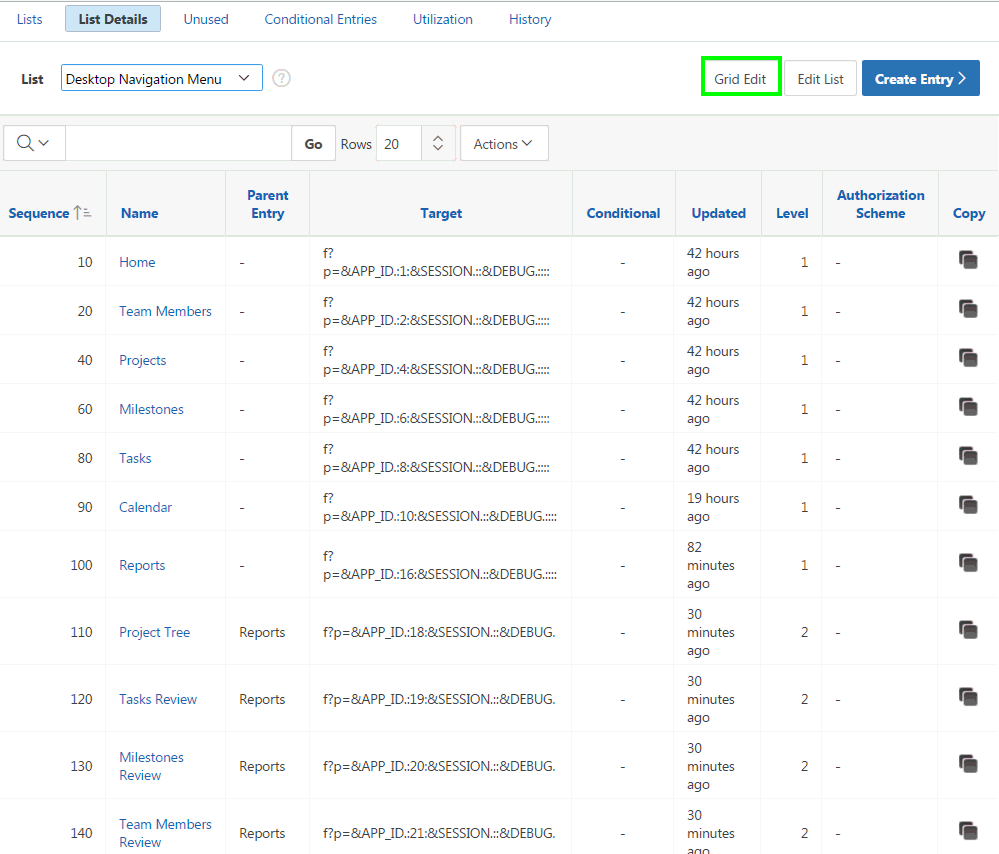 Lists List Details Unused Conditional Entries Utilization History
List Desktop Navigation Menu ? Grid Edit Edit List Create Entry
Go Rows 20 Actions
Sequence Name Parent Entry Target Conditional Updated Level Authorization Scheme Copy
10 Home - f?
p=&APP_ID.:1:&SESSION.::&DEBUG.:::: - 42 hours ago 1 -
20 Team Members - f?
p=&APP_ID.:2:&SESSION.::&DEBUG.:::: - 42 hours ago 1 -
40 Projects - f?
p=&APP_ID.:4:&SESSION.::&DEBUG.:::: - 42 hours ago 1 -
60 Milestones - f?
p=&APP_ID.:6:&SESSION.::&DEBUG.:::: - 42 hours ago 1 -
80 Tasks - f?
p=&APP_ID.:8:&SESSION.::&DEBUG.:::: - 42 hours ago 1 -
90 Calendar - f?
p=&APP_ID.:10:&SESSION.::&DEBUG.:::: - 19 hours ago 1 -
100 Reports - f?
p=&APP_ID.:16:&SESSION.::&DEBUG.:::: - 82 minutes ago 1 -
110 Project Tree Reports f?p=&APP_ID.:18:&SESSION.::&DEBUG. - 30 minutes ago 2 -
120 Tasks Review Reports f?p=&APP_ID.:19:&SESSION.::&DEBUG. - 30 minutes ago 2 -
130 Milestones Review Reports f?p=&APP_ID.:20:&SESSION.::&DEBUG. - 30 minutes ago 2 -
140 Team Members Review Reports f?p=&APP_ID.:21:&SESSION.::&DEBUG. - 30 minutes ago 2 -